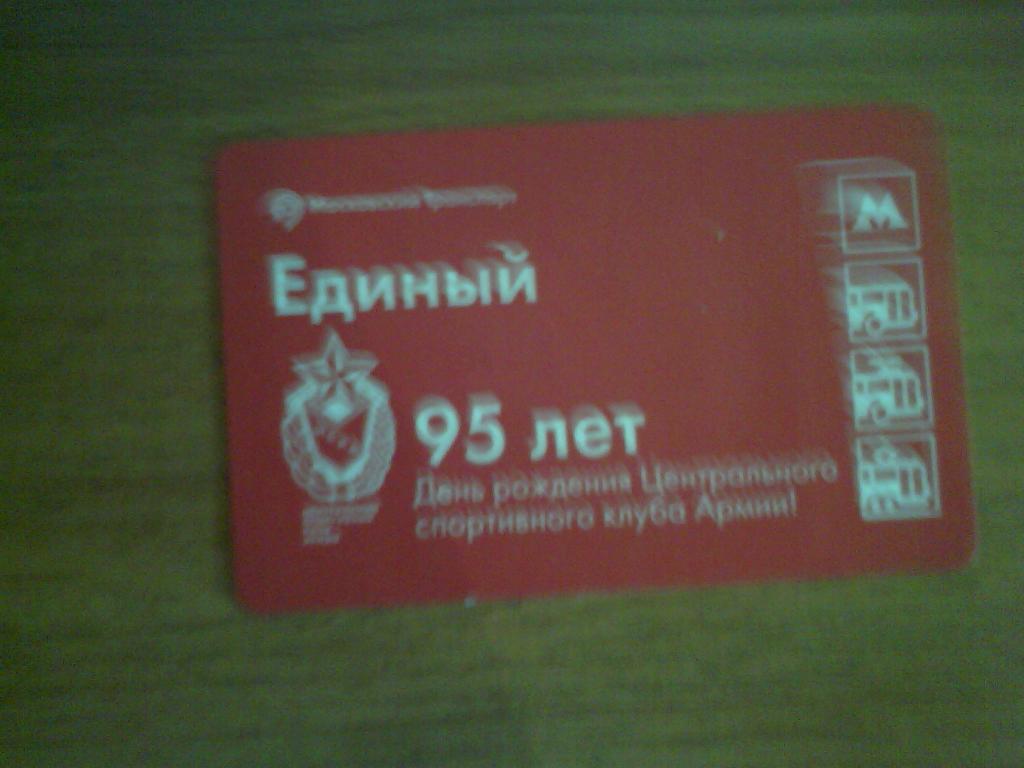 Московский Транспорт
Единый
95 лет
День рождения Центрального
спортивного клуба Армии!
М